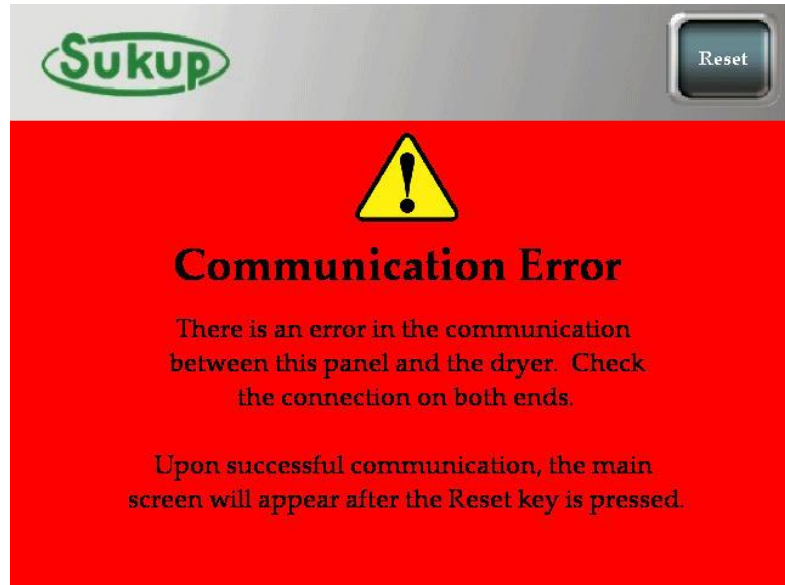 Sukup
Reset
Communication Error
There is an error in the communication
between this panel and the dryer. Check
the connection on both ends.
Upon successful communication, the main
screen will appear after the Reset key is pressed.